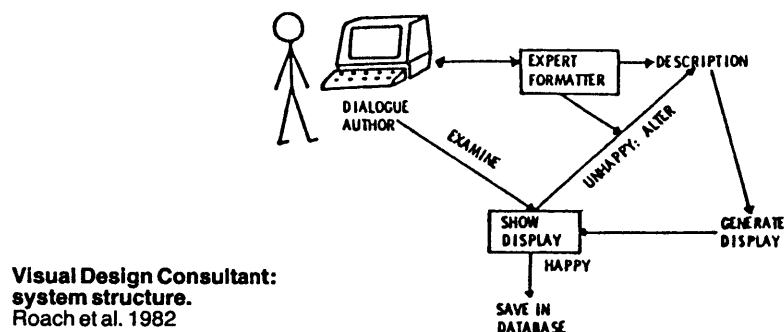 EXPERT
FORMATTER
DESCRIPTION
DIALOGUE
AUTHOR
EXAMINE
UNHAPPY: ALTER
SHOW
DISPLAY
GENERATE
DISPLAY
HAPPY
SAVE IN
DATABASE
Visual Design Consultant:
system structure.
Roach et al. 1982